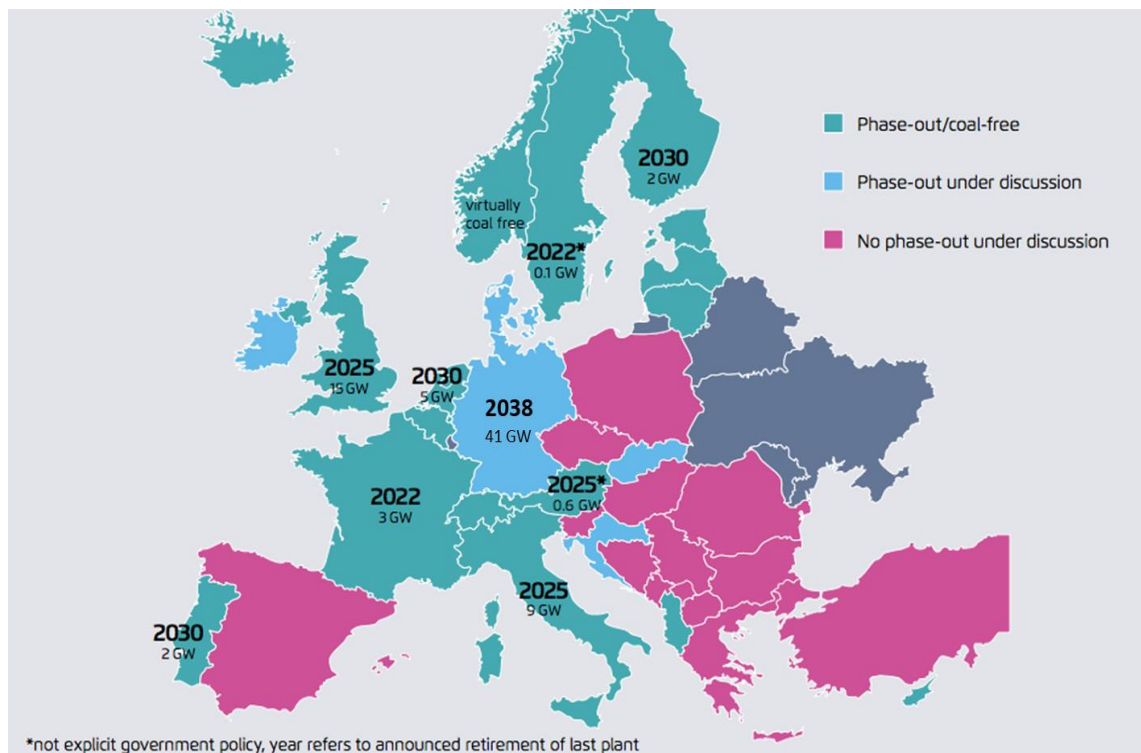 Phase-out/coal-free
Phase-out under discussion
No phase-out under discussion
2030
2 GW
virtually
coal free
2022*
0.1 GW
2025
15 GW
2030
5 GW
2038
41 GW
2025*
0.6 GW
2022
3 GW
2025
9 GW
2030
2 GW
*not explicit government policy, year refers to announced retirement of last plant